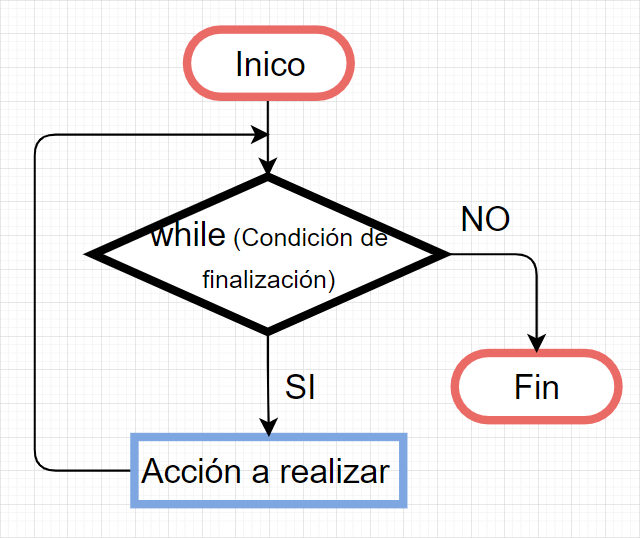 Inico
while (Condición de
finalización)
NO
SI
Fin
Acción a realizar